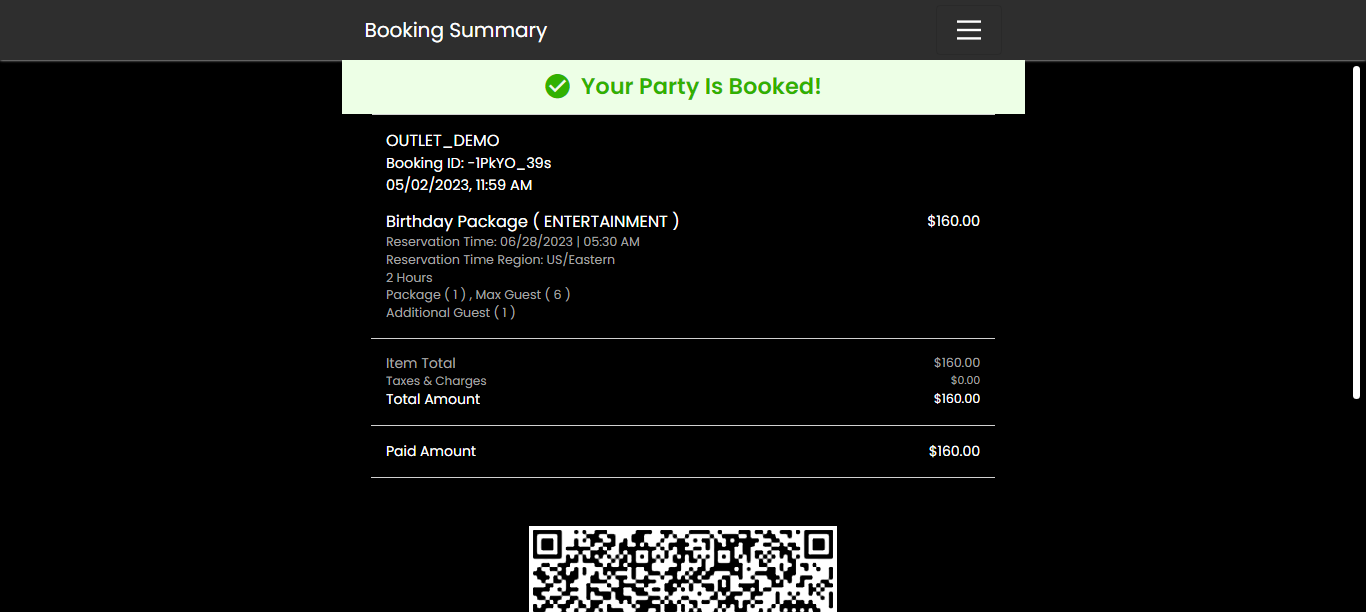 Booking Summary
Your Party Is Booked!
OUTLET_DEMO
Booking ID: -1PkYO_39s
05/02/2023, 11:59 AM
Birthday Package ( ENTERTAINMENT ) $160.00
Reservation Time: 06/28/2023 | 05:30 AM
Reservation Time Region: US/Eastern
2 Hours
Package ( 1 ) , Max Guest ( 6 )
Additional Guest ( 1 )
Item Total $160.00
Taxes & Charges $0.00
Total Amount $160.00
Paid Amount $160.00